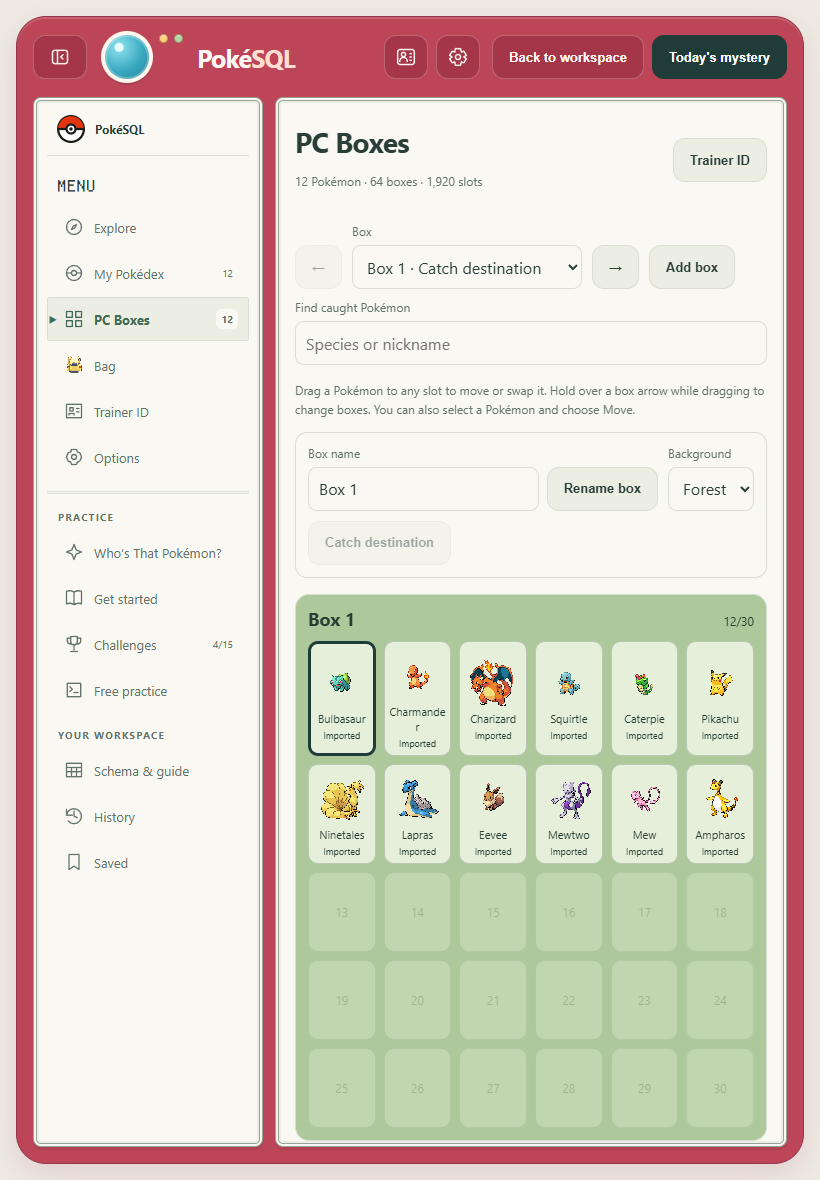 PokéSQL
Back to workspace
Today's mystery
PokéSQL
MENU
Explore
My Pokédex 12
PC Boxes 12
Bag
Trainer ID
Options
PRACTICE
Who's That Pokémon?
Get started
Challenges 4/15
Free practice
YOUR WORKSPACE
Schema & guide
History
Saved
PC Boxes
12 Pokémon · 64 boxes · 1,920 slots
Trainer ID
Box
← Box 1 · Catch destination → Add box
Find caught Pokémon
Species or nickname
Drag a Pokémon to any slot to move or swap it. Hold over a box arrow while dragging to
change boxes. You can also select a Pokémon and choose Move.
Box name Background
Box 1 Rename box Forest
Catch destination
Box 1 12/30
Bulbasaur
Imported
Charmande
r
Imported
Charizard
Imported
Squirtle
Imported
Caterpie
Imported
Pikachu
Imported
Ninetales
Imported
Lapras
Imported
Eevee
Imported
Mewtwo
Imported
Mew
Imported
Ampharos
Imported
13 14 15 16 17 18
19 20 21 22 23 24
25 26 27 28 29 30